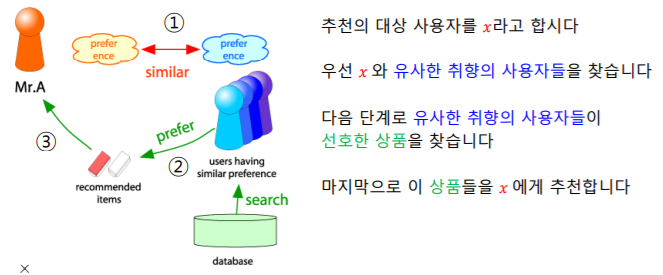 ①
prefer
ence
prefer
ence
similar
Mr.A
③
prefer
②
users having
similar preference
recommended
items
search
database
×
추천의 대상 사용자를 x라고 합시다
우선 x 와 유사한 취향의 사용자들을 찾습니다
다음 단계로 유사한 취향의 사용자들이
선호한 상품을 찾습니다
마지막으로 이 상품들을 x 에게 추천합니다